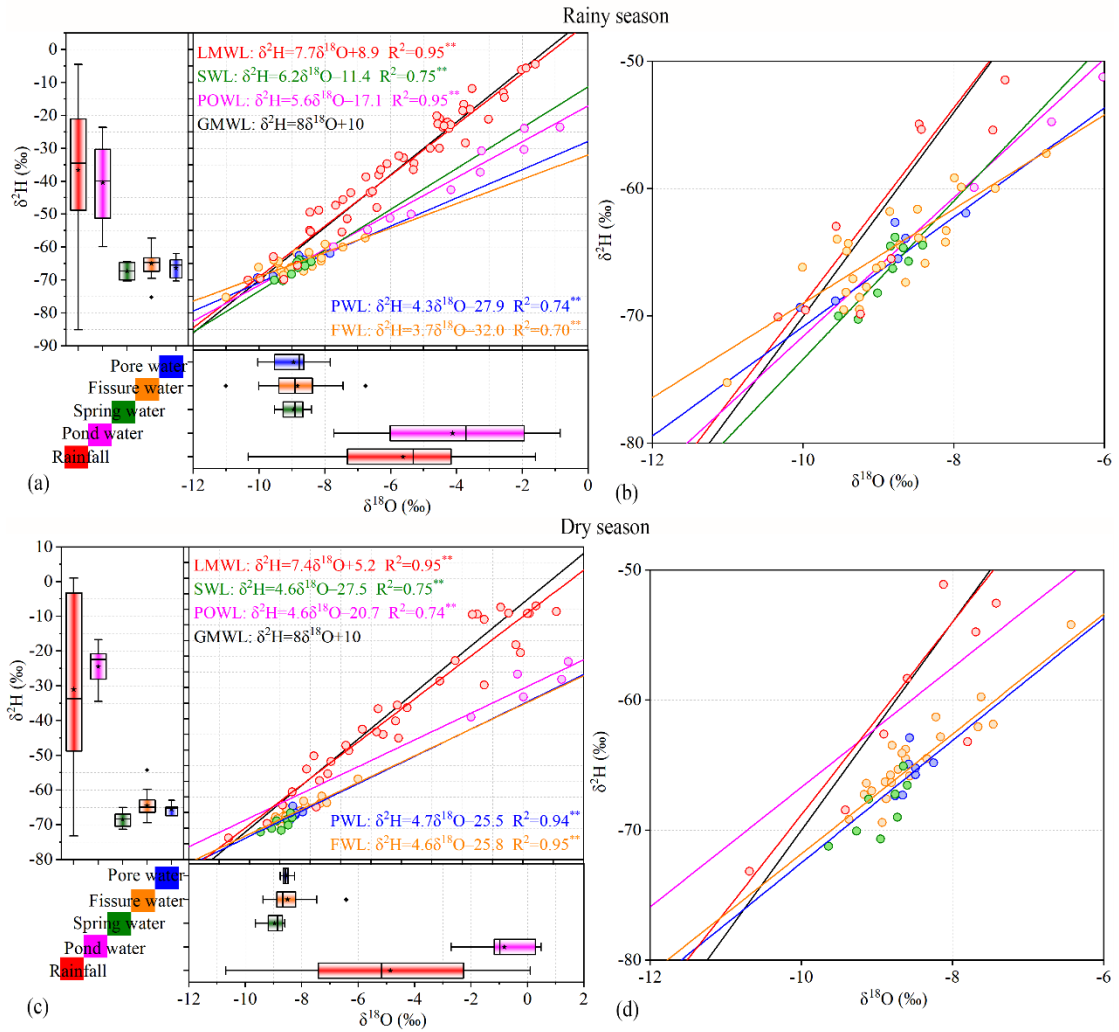 Rainy season
LMWL: δ²H=7.7δ¹⁸O+8.9 R²=0.95**
SWL: δ²H=6.2δ¹⁸O–11.4 R²=0.75**
POWL: δ²H=5.6δ¹⁸O–17.1 R²=0.95**
GMWL: δ²H=8δ¹⁸O+10
PWL: δ²H=4.3δ¹⁸O–27.9 R²=0.74**
FWL: δ²H=3.7δ¹⁸O–32.0 R²=0.70**
0
-10
-20
-30
-40
-50
-60
-70
-80
-90
δ²H (‰)
Pore water
Fissure water
Spring water
Pond water
Rainfall
(a)
-12 -10 -8 -6 -4 -2 0
δ¹⁸O (‰)
-50
-60
-70
-80
δ²H (‰)
-12 -10 -8 -6
(b)
δ¹⁸O (‰)
Dry season
LMWL: δ²H=7.4δ¹⁸O+5.2 R²=0.95**
SWL: δ²H=4.6δ¹⁸O–27.5 R²=0.75**
POWL: δ²H=4.6δ¹⁸O–20.7 R²=0.74**
GMWL: δ²H=8δ¹⁸O+10
PWL: δ²H=4.7δ¹⁸O–25.5 R²=0.94**
FWL: δ²H=4.6δ¹⁸O–25.8 R²=0.95**
10
0
-10
-20
-30
-40
-50
-60
-70
-80
δ²H (‰)
Pore water
Fissure water
Spring water
Pond water
Rainfall
(c)
-12 -10 -8 -6 -4 -2 0 2
δ¹⁸O (‰)
-50
-60
-70
-80
δ²H (‰)
-10 -8 -6
(d)
δ¹⁸O (‰)